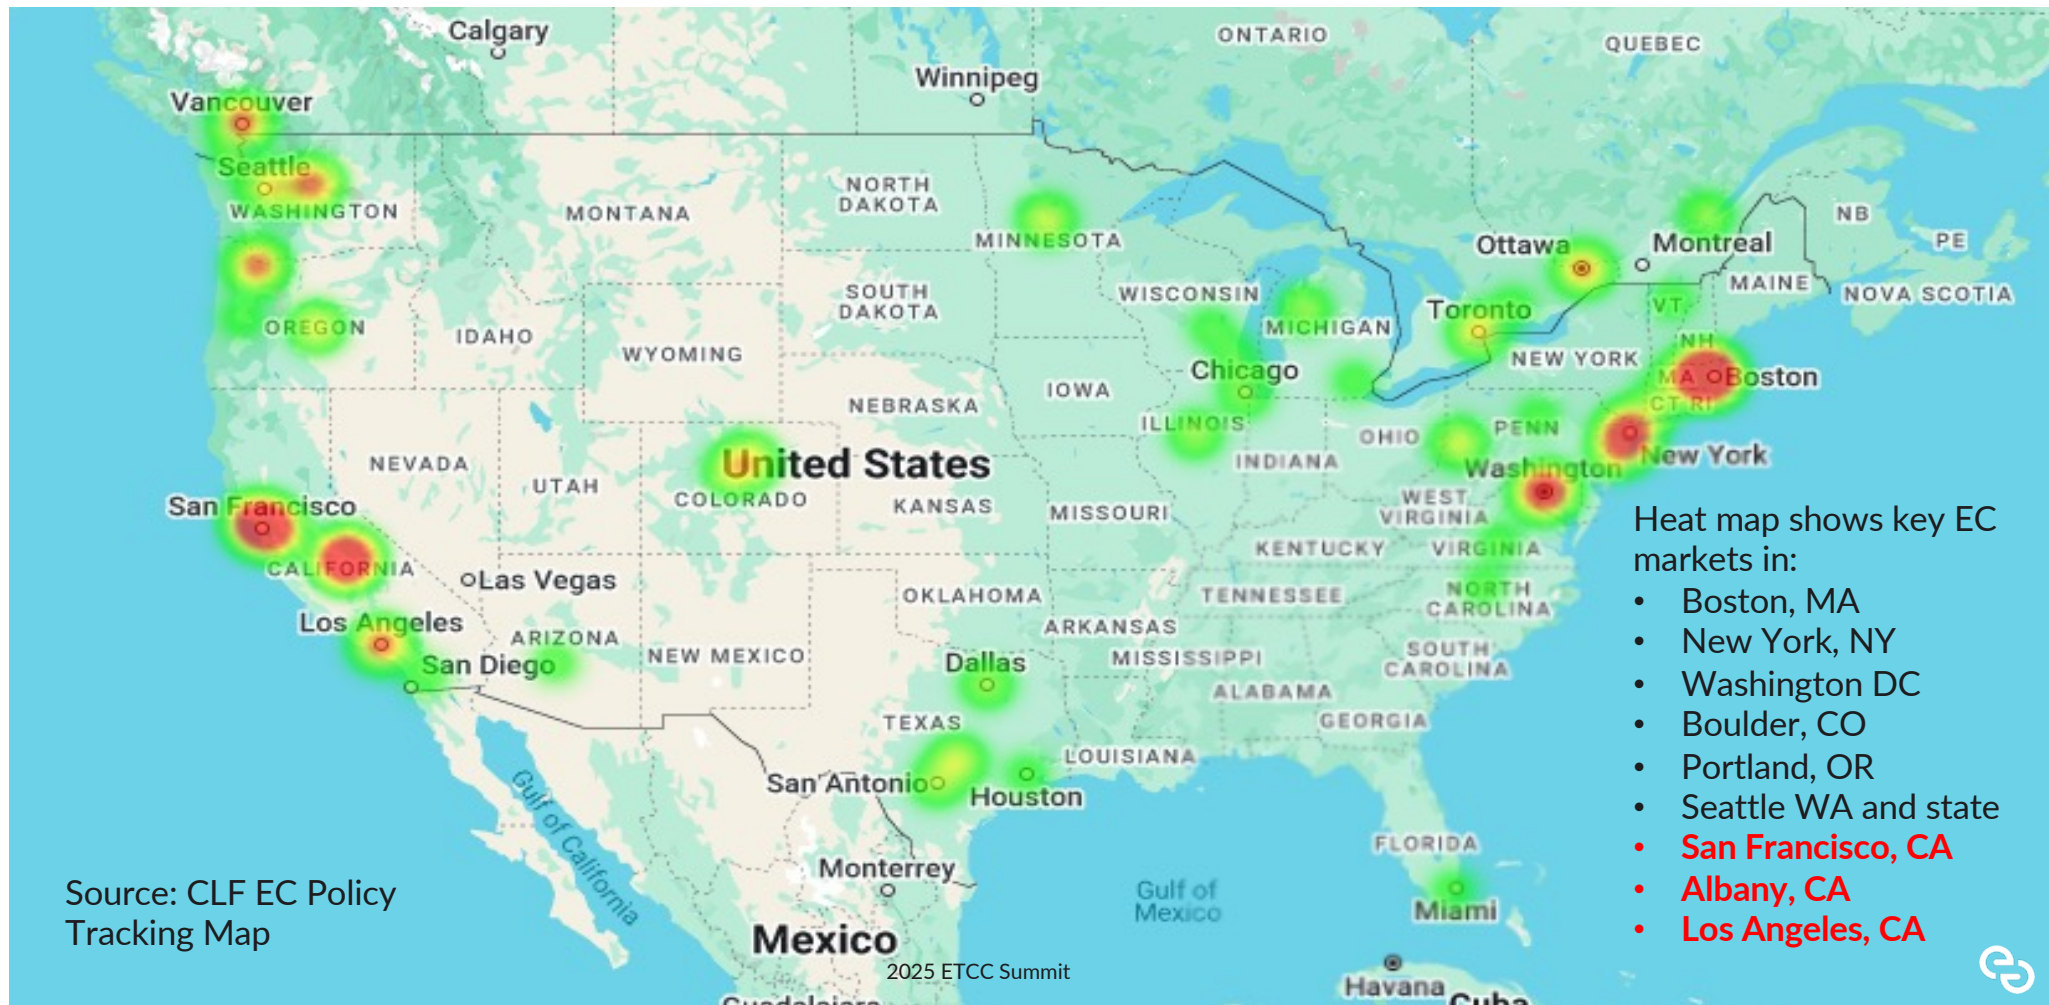 Calgary
ONTARIO
QUEBEC
Winnipeg
Vancouver
Seattle
WASHINGTON
MONTANA
NORTH
DAKOTA
MINNESOTA
Ottawa
Montreal
NB
PE
MAINE
NOVA SCOTIA
OREGON
IDAHO
WYOMING
SOUTH
DAKOTA
WISCONSIN
MICHIGAN
Toronto
VT
NH
NEW YORK
MA
Boston
CT RI
Chicago
IOWA
NEBRASKA
ILLINOIS
INDIANA
OHIO
PENN
New York
Washington
NEVADA
UTAH
United States
COLORADO
KANSAS
MISSOURI
WEST
VIRGINIA
KENTUCKY
VIRGINIA
San Francisco
CALIFORNIA
Las Vegas
OKLAHOMA
TENNESSEE
NORTH
CAROLINA
Los Angeles
ARIZONA
NEW MEXICO
ARKANSAS
San Diego
Dallas
MISSISSIPPI
SOUTH
CAROLINA
ALABAMA
GEORGIA
TEXAS
LOUISIANA
San Antonio
Houston
Gulf of California
Monterrey
FLORIDA
Miami
Gulf of
Mexico
Mexico
Havana
Cuba
Guadalajara
Heat map shows key EC
markets in:
• Boston, MA
• New York, NY
• Washington DC
• Boulder, CO
• Portland, OR
• Seattle WA and state
• San Francisco, CA
• Albany, CA
• Los Angeles, CA
Source: CLF EC Policy
Tracking Map
2025 ETCC Summit